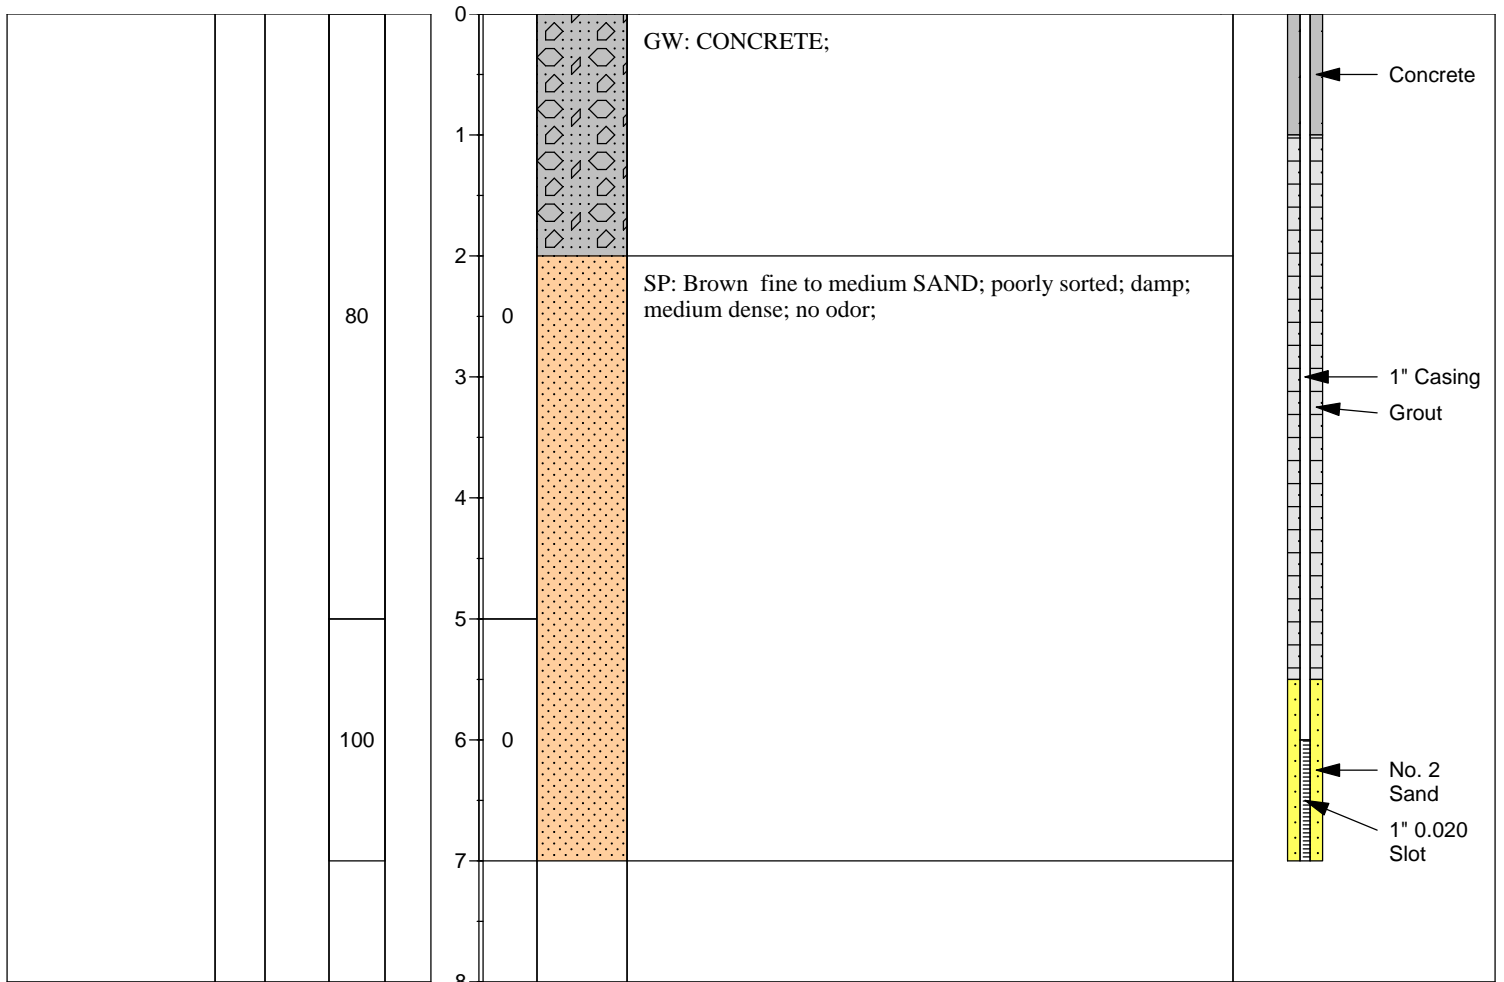 0
GW: CONCRETE;
Concrete
1
2
SP: Brown  fine to medium SAND; poorly sorted; damp;
medium dense; no odor;
80
0
3
1" Casing
Grout
4
5
100
6
0
No. 2
Sand
1" 0.020
Slot
7
8